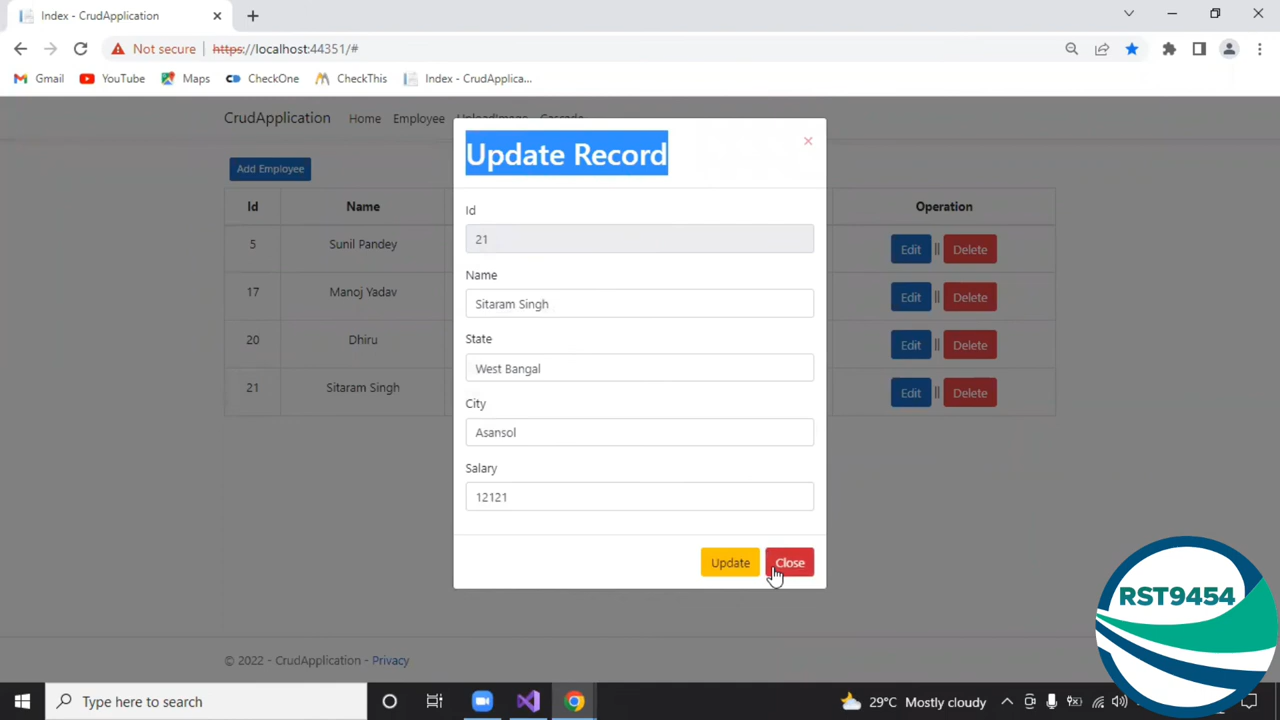 Index - CrudApplication
Not secure https://localhost:44351/#
Gmail YouTube Maps CheckOne CheckThis Index - CrudApplica...
CrudApplication Home Employee UploadImage Cascade
Add Employee
Id Name Operation
5 Sunil Pandey Edit || Delete
17 Manoj Yadav Edit || Delete
20 Dhiru Edit || Delete
21 Sitaram Singh Edit || Delete
Update Record
×
Id
21
Name
Sitaram Singh
State
West Bangal
City
Asansol
Salary
12121
Update Close
© 2022 - CrudApplication - Privacy
RST9454
Type here to search
29°C Mostly cloudy